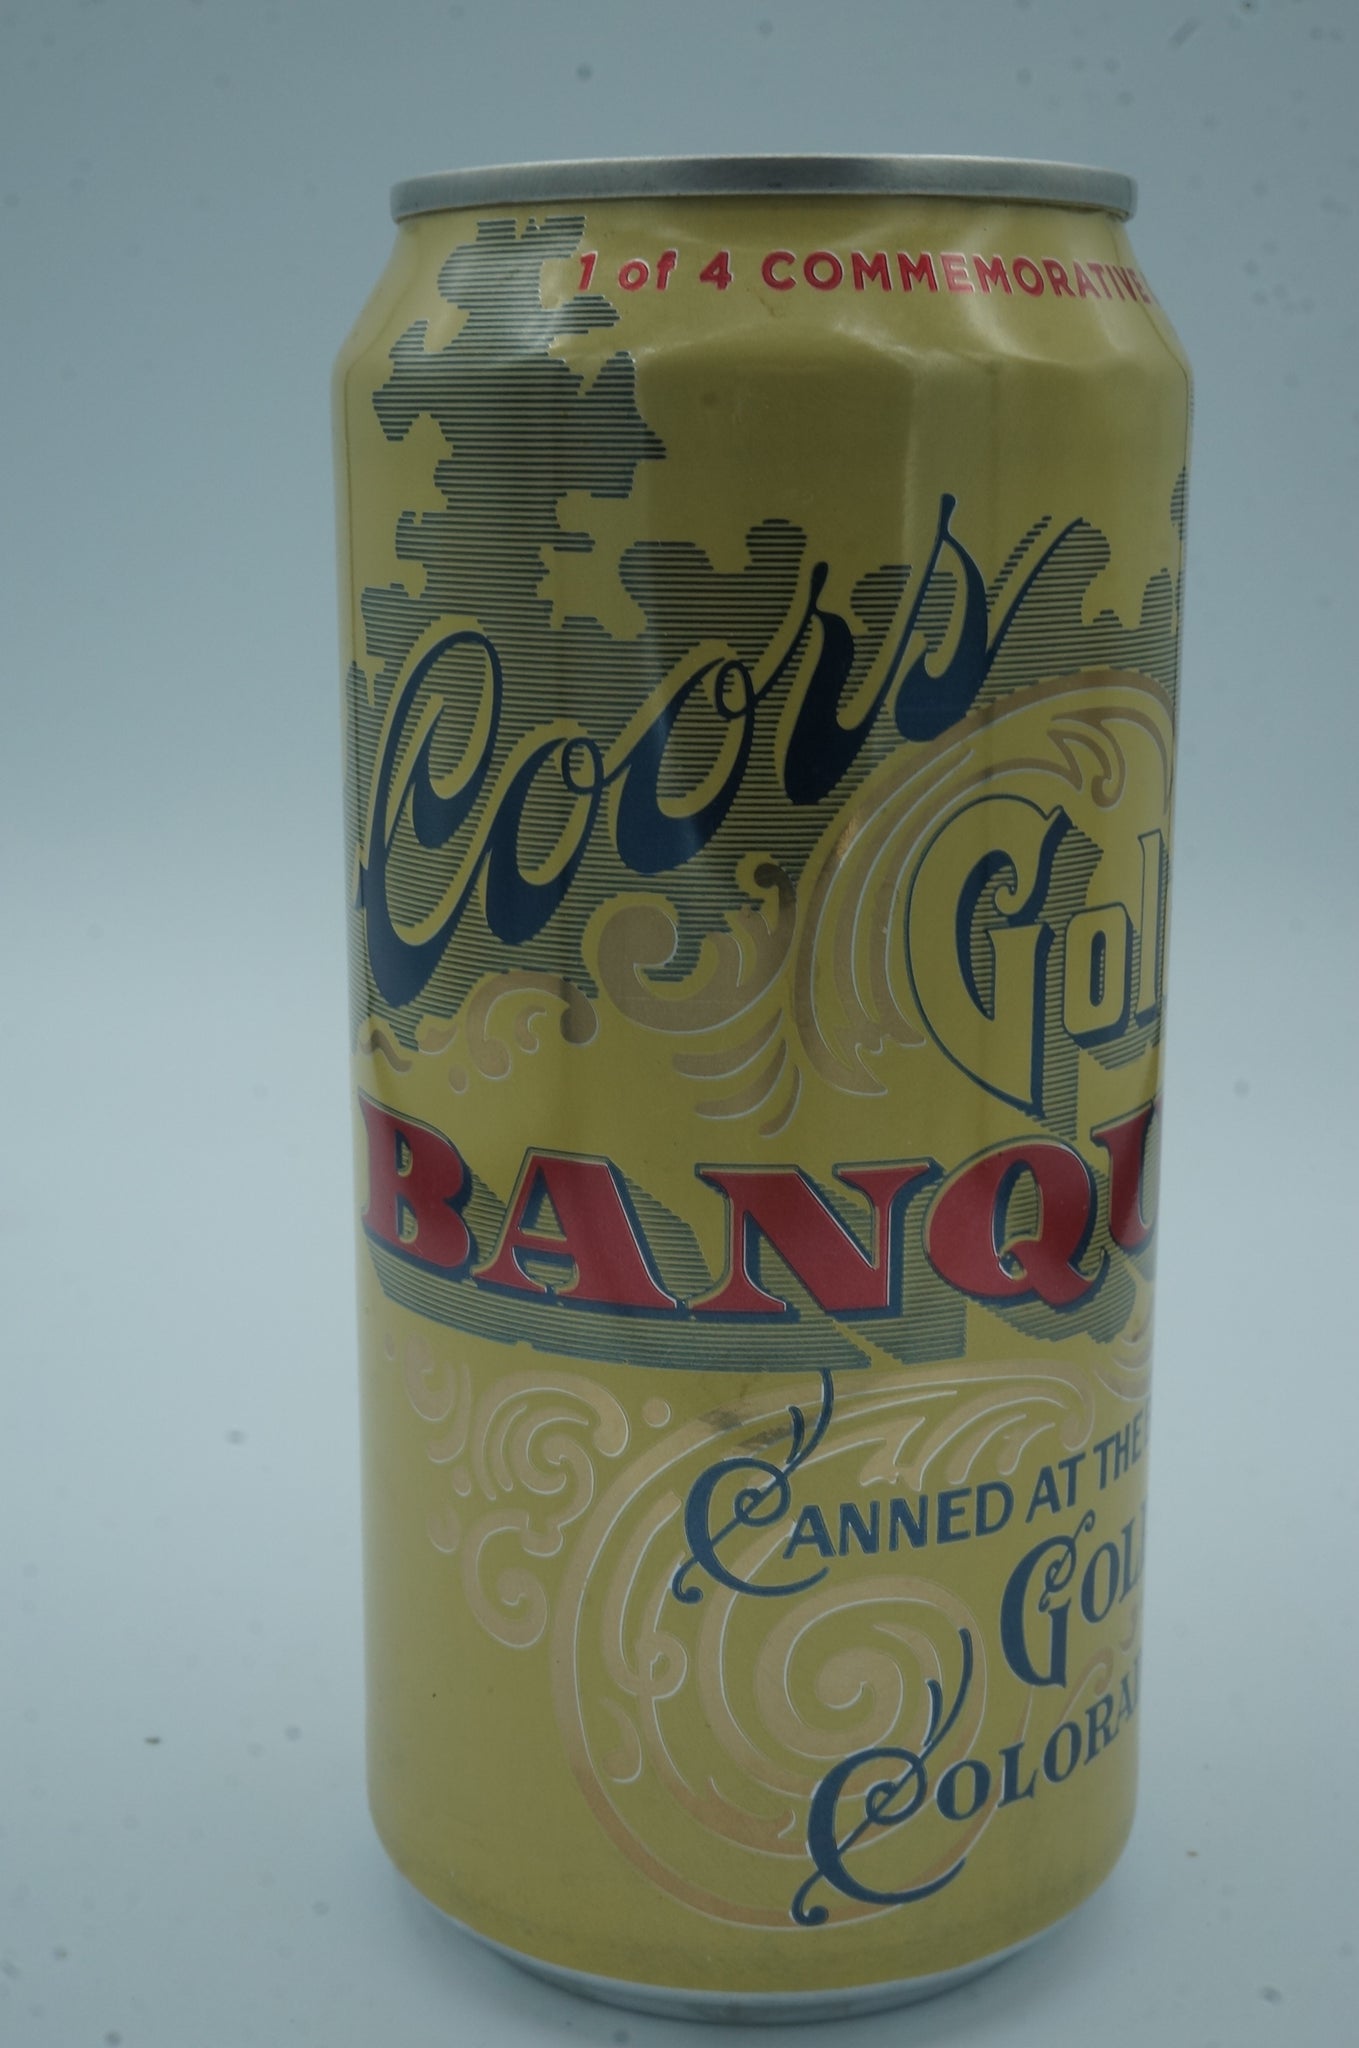 1 of 4 COMMEMORATIVE
Coors
Gol
BANQU
CANNED AT THE
GOL
COLORA